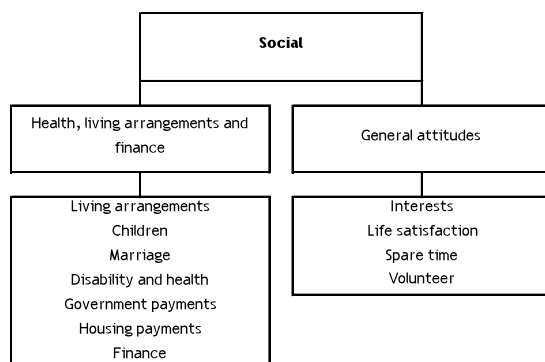 Social
Health, living arrangements and
finance
General attitudes
Living arrangements
Children
Marriage
Disability and health
Government payments
Housing payments
Finance
Interests
Life satisfaction
Spare time
Volunteer